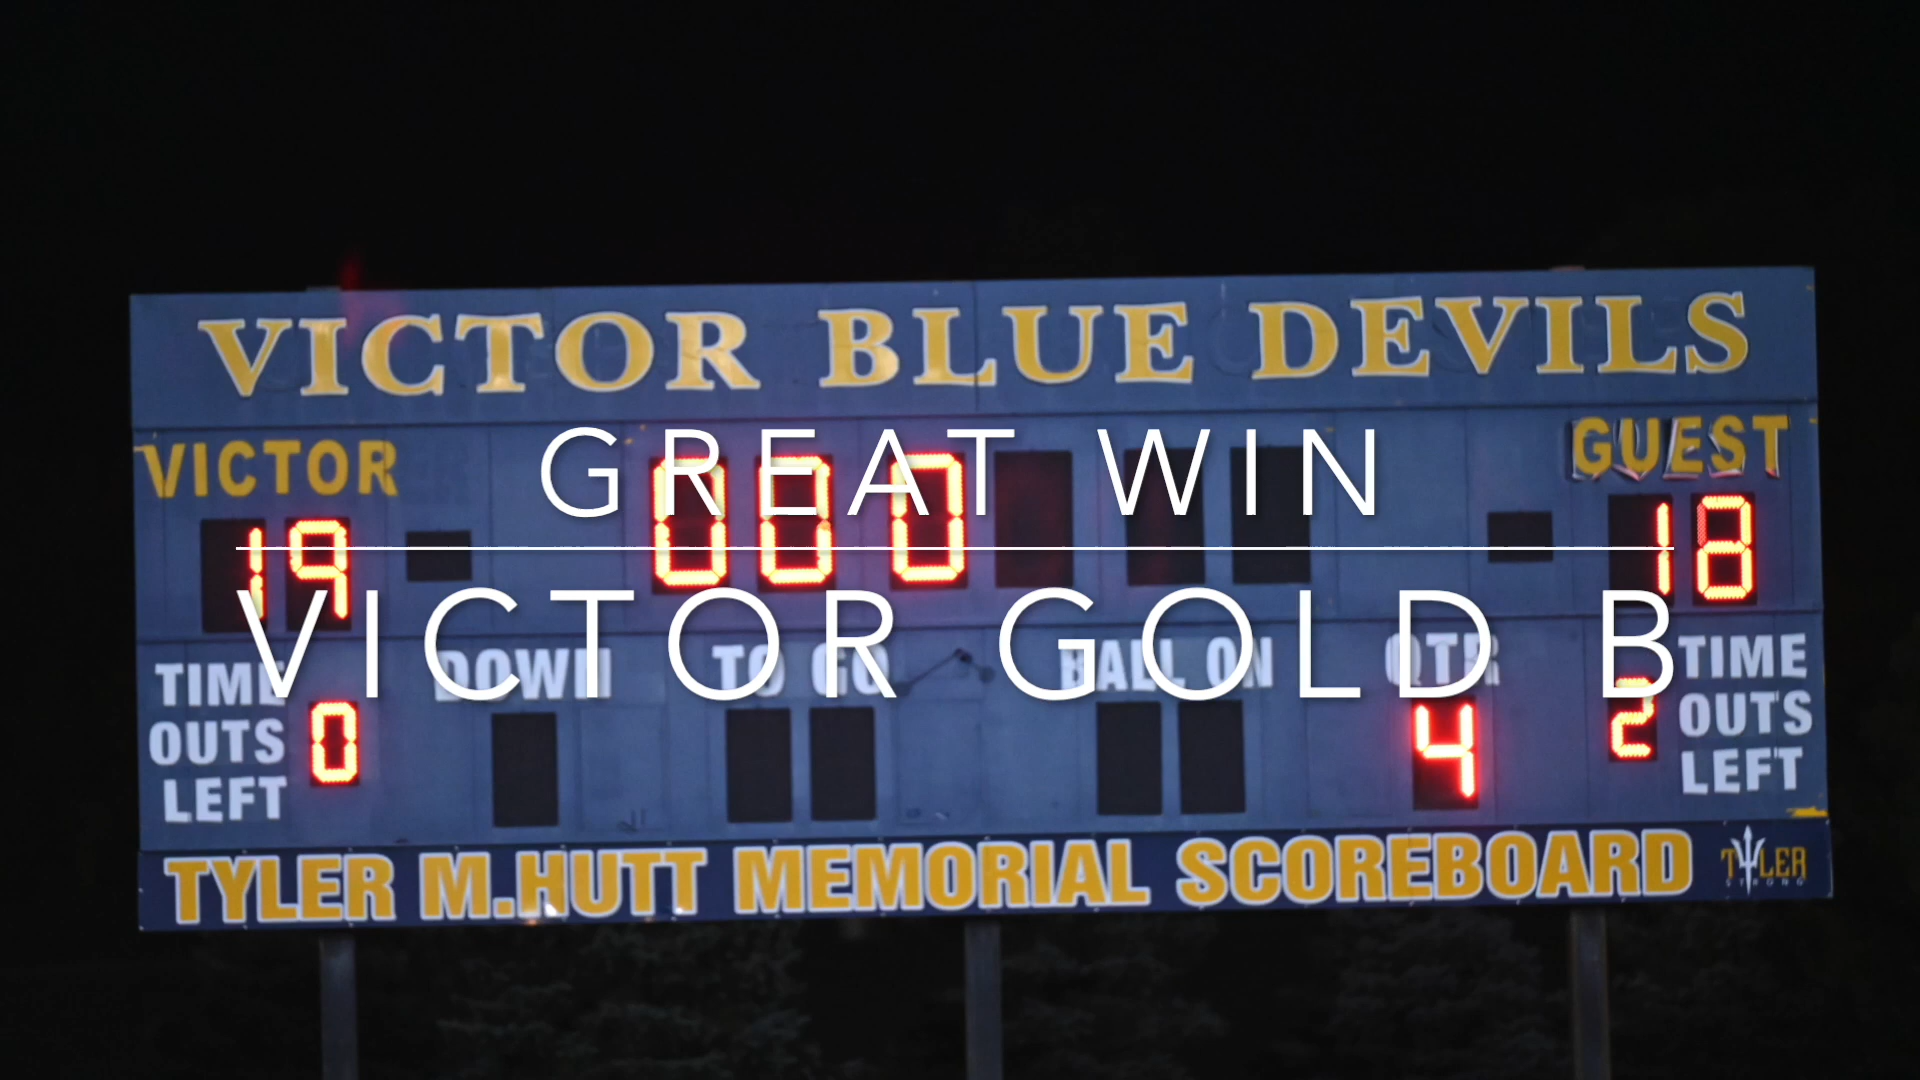 VICTOR BLUE DEVILS
VICTOR
GUEST
GREAT WIN
19
000
18
VICTOR GOLD B
TIME
OUTS
LEFT
0
DOWN
TO GO
BALL ON
QTR
4
2
TIME
OUTS
LEFT
TYLER M.HUTT MEMORIAL SCOREBOARD
TYLER
STRONG